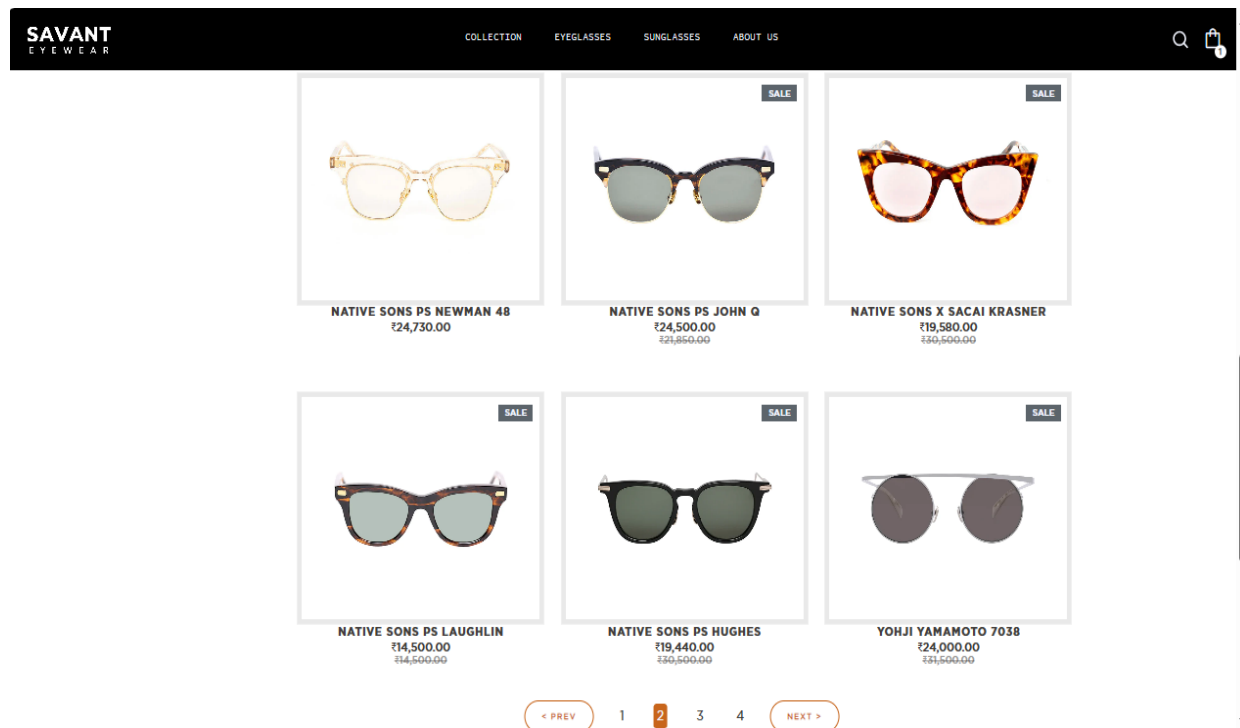 SAVANT
EYEWEAR
COLLECTION EYEGLASSES SUNGLASSES ABOUT US
1
SALE
SALE
NATIVE SONS PS NEWMAN 48
₹24,730.00
NATIVE SONS PS JOHN Q
₹24,500.00
₹21,850.00
NATIVE SONS X SACAI KRASNER
₹19,580.00
₹30,500.00
SALE
SALE
SALE
NATIVE SONS PS LAUGHLIN
₹14,500.00
₹14,500.00
NATIVE SONS PS HUGHES
₹19,440.00
₹30,500.00
YOHJI YAMAMOTO 7038
₹24,000.00
₹31,500.00
< PREV 1 2 3 4 NEXT >